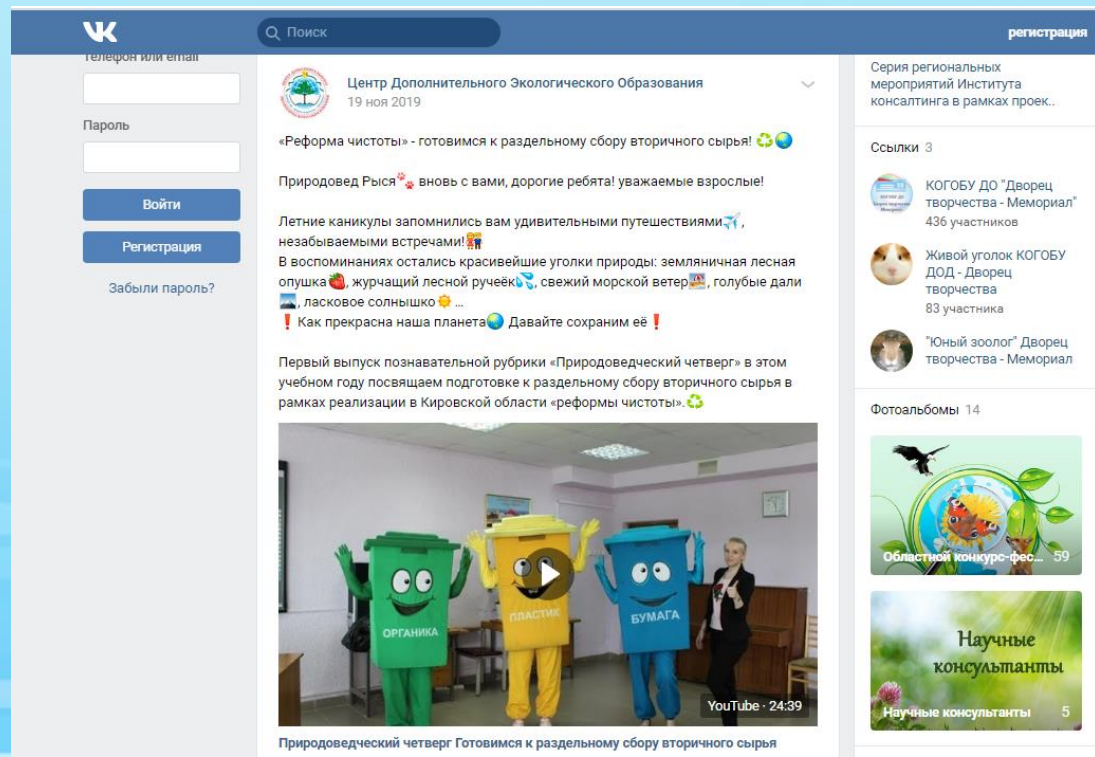 VK
Поиск
регистрация
Телефон или email
Пароль
Войти
Регистрация
Забыли пароль?
Центр Дополнительного Экологического Образования
19 ноя 2019
«Реформа чистоты» - готовимся к раздельному сбору вторичного сырья! ♻🌏
Природовед Рыся🐾 вновь с вами, дорогие ребята! уважаемые взрослые!
Летние каникулы запомнились вам удивительными путешествиями✈,
незабываемыми встречами!👫
В воспоминаниях остались красивейшие уголки природы: земляничная лесная
опушка🍓, журчащий лесной ручеёк💦, свежий морской ветер🌅, голубые дали
🗻, ласковое солнышко☀ ...
❗ Как прекрасна наша планета🌏 Давайте сохраним её❗
Первый выпуск познавательной рубрики «Природоведческий четверг» в этом
учебном году посвящаем подготовке к раздельному сбору вторичного сырья в
рамках реализации в Кировской области «реформы чистоты».♻
ОРГАНИКА
ПЛАСТИК
БУМАГА
YouTube · 24:39
Природоведческий четверг Готовимся к раздельному сбору вторичного сырья
Серия региональных
мероприятий Института
консалтинга в рамках проек..
Ссылки 3
КОГОБУ ДО "Дворец
творчества - Мемориал"
436 участников
Живой уголок КОГОБУ
ДОД - Дворец
творчества
83 участника
"Юный зоолог" Дворец
творчества - Мемориал
Фотоальбомы 14
Областной конкурс-фес... 59
Научные
консультанты
Научные консультанты 5